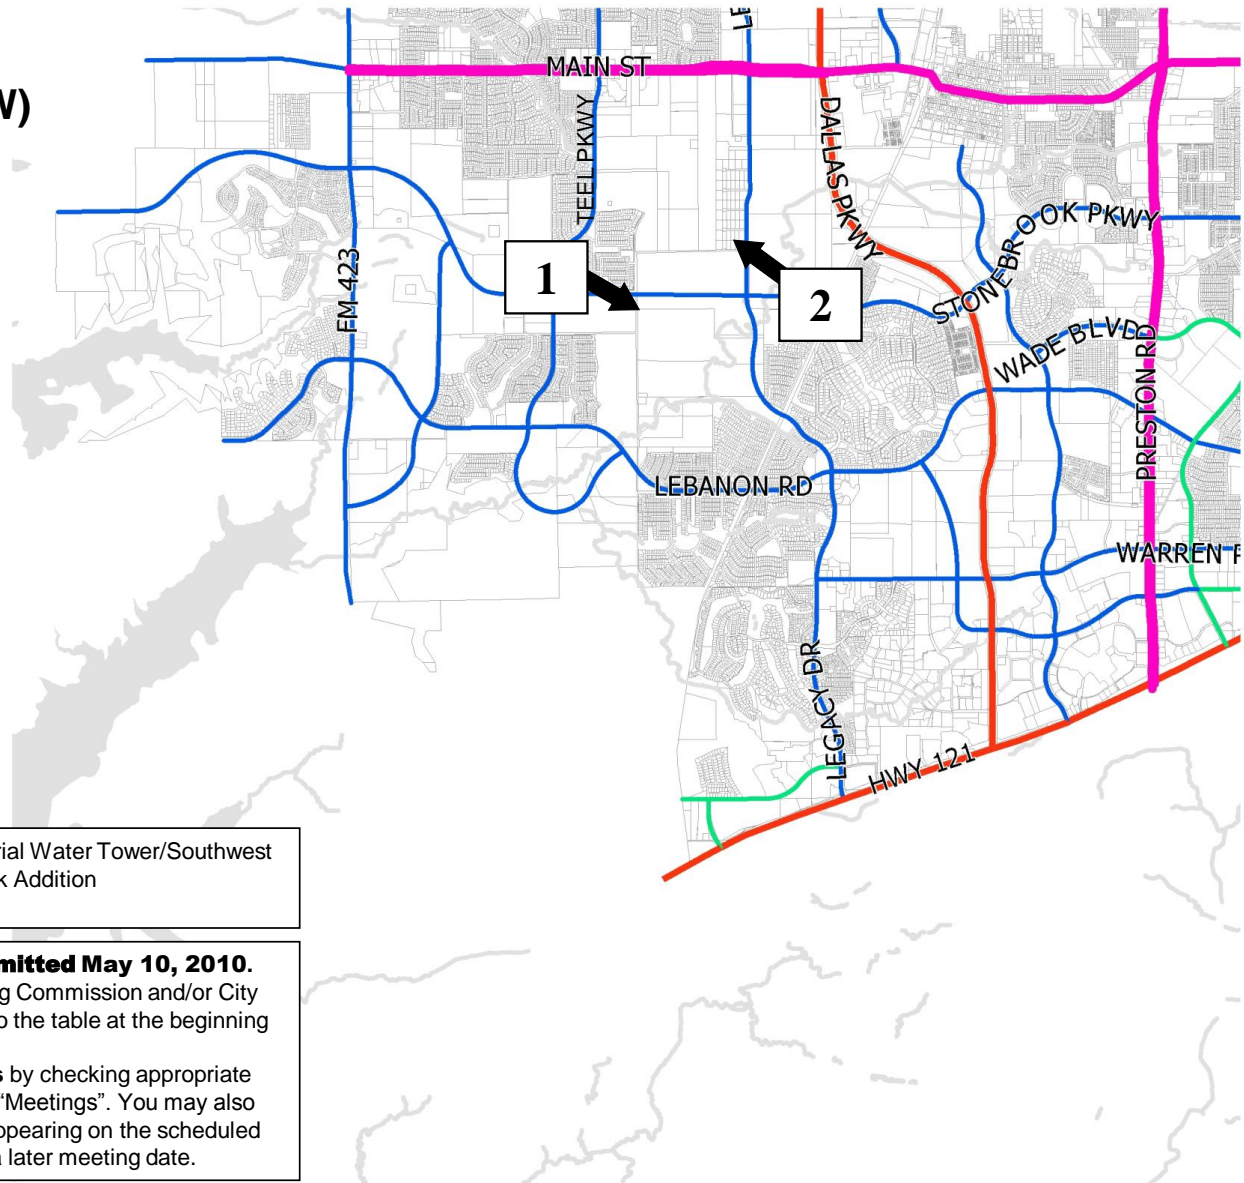 LE
MAIN ST
W)
TEEL PKWY
DALLAS PKWY
STONEBROOK PKWY
FM 423
1
2
WADE BLVD
PRESTON RD
LEBANON RD
WARREN P
LEGACY DR
HWY 121
rial Water Tower/Southwest
k Addition
mitted May 10, 2010.
g Commission and/or City
o the table at the beginning
s by checking appropriate
"Meetings". You may also
ppearing on the scheduled
a later meeting date.